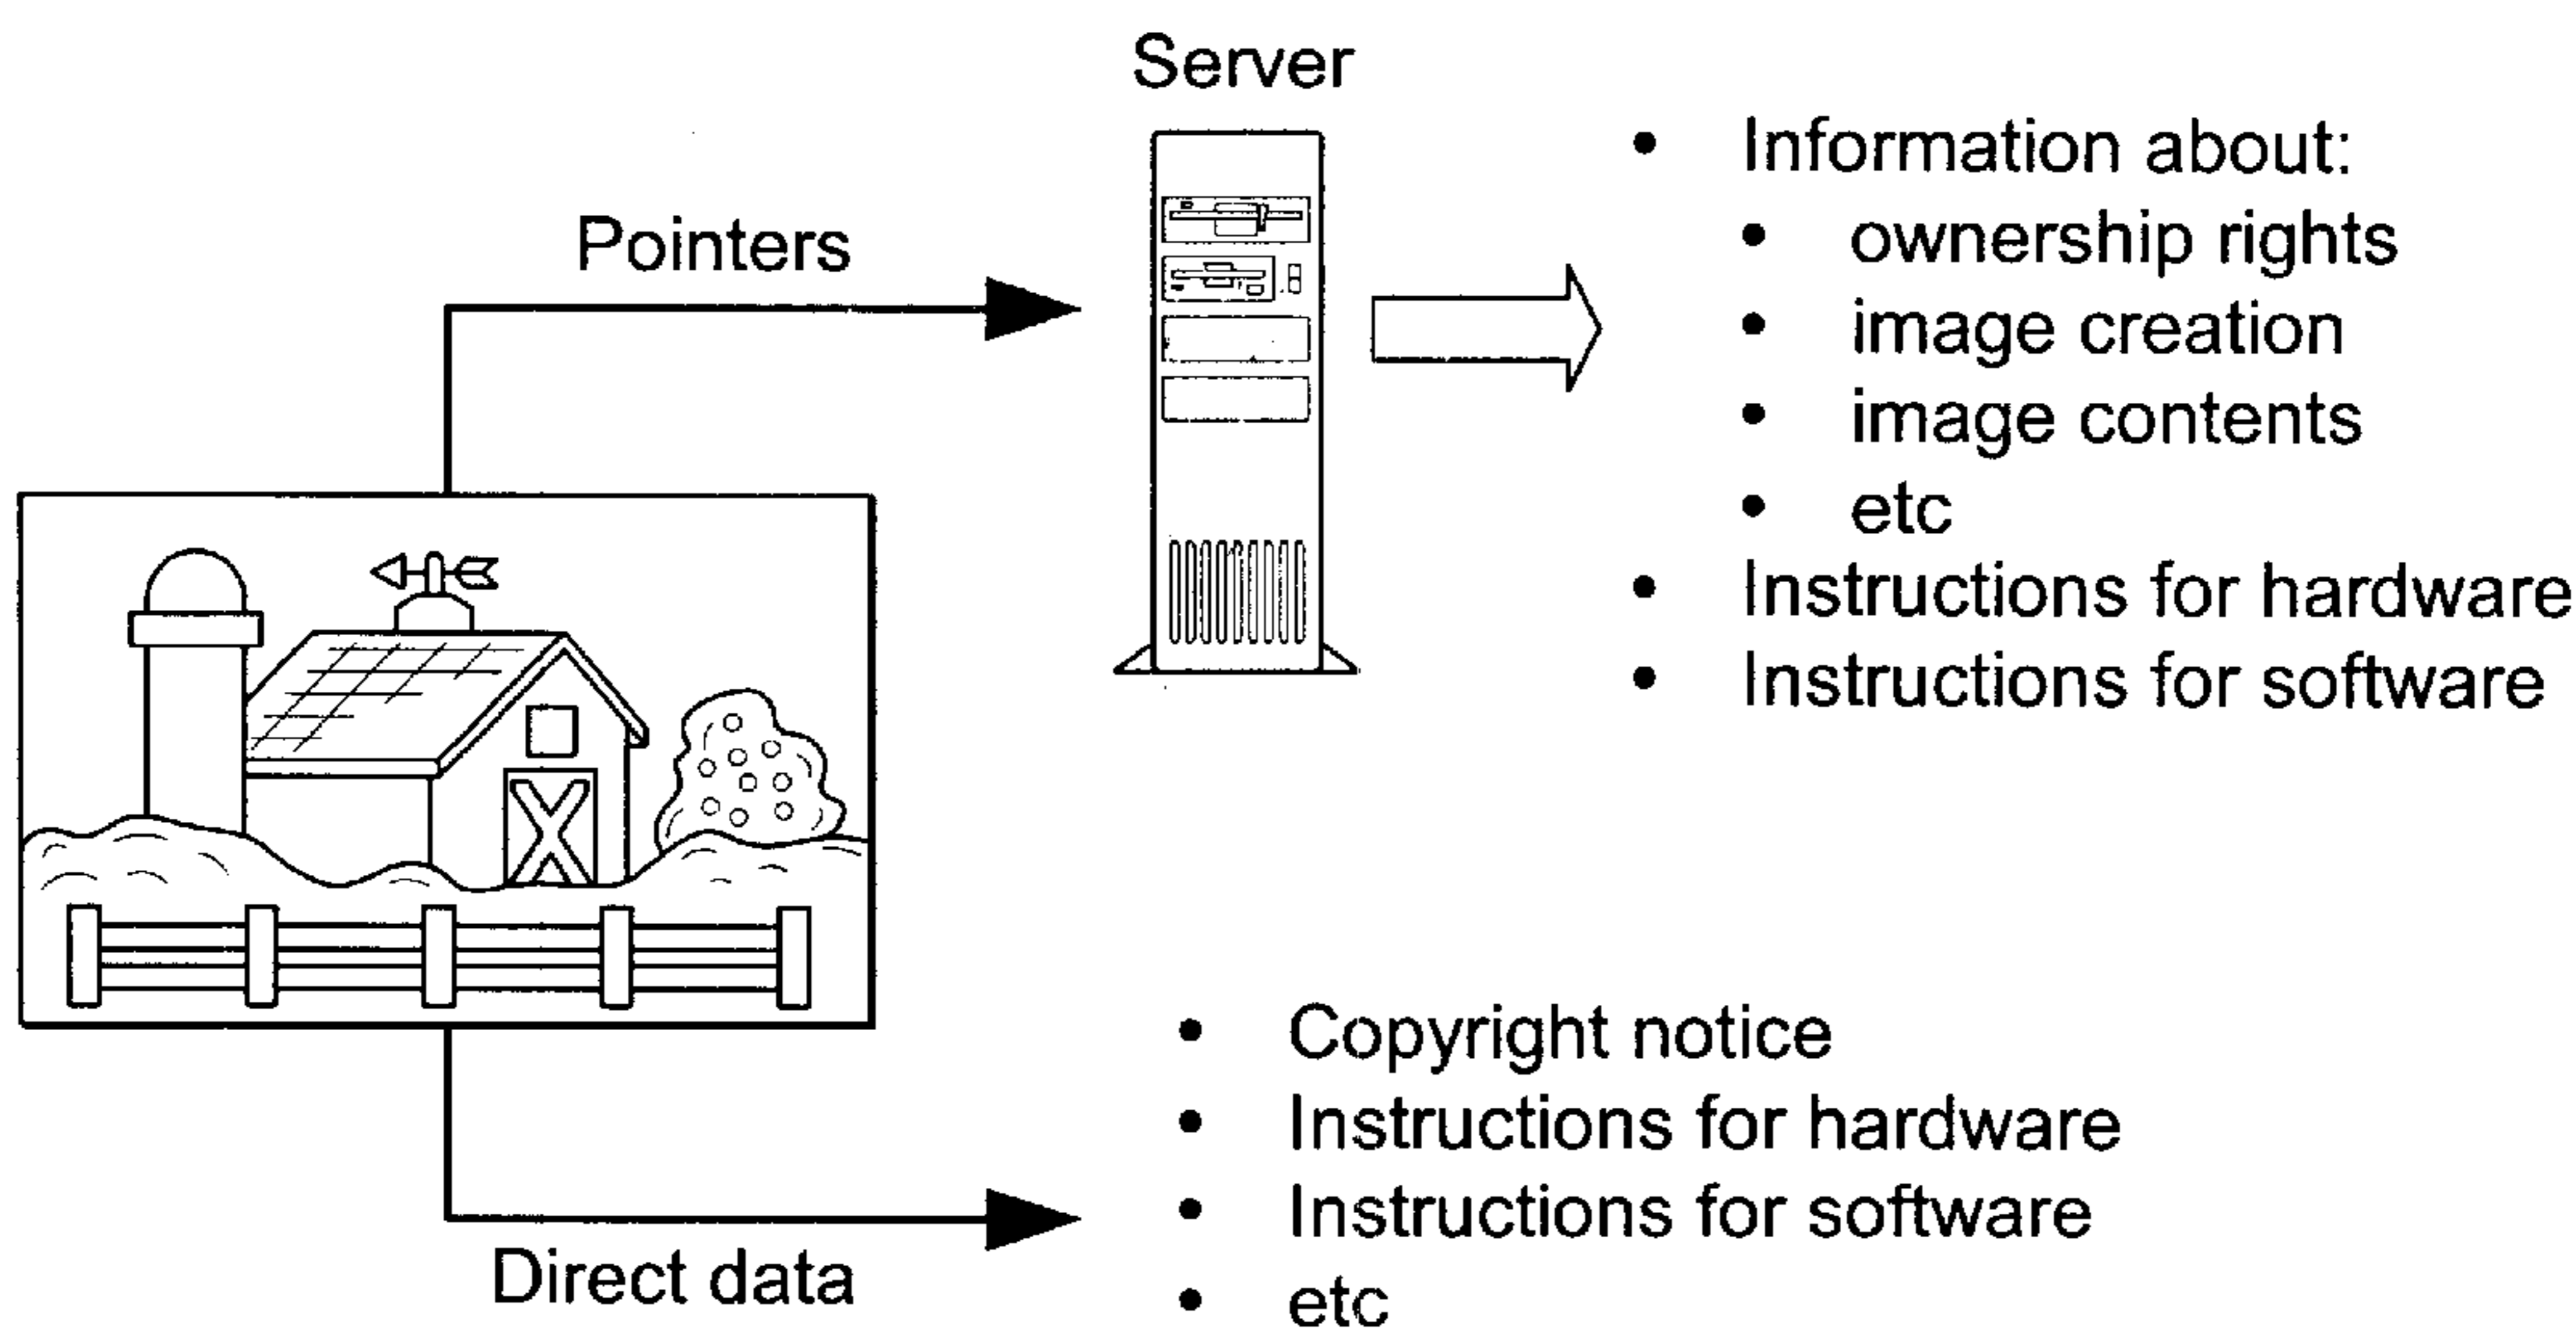 Server
Pointers
• Information about:
• ownership rights
• image creation
• image contents
• etc
• Instructions for hardware
• Instructions for software
Direct data
• Copyright notice
• Instructions for hardware
• Instructions for software
• etc